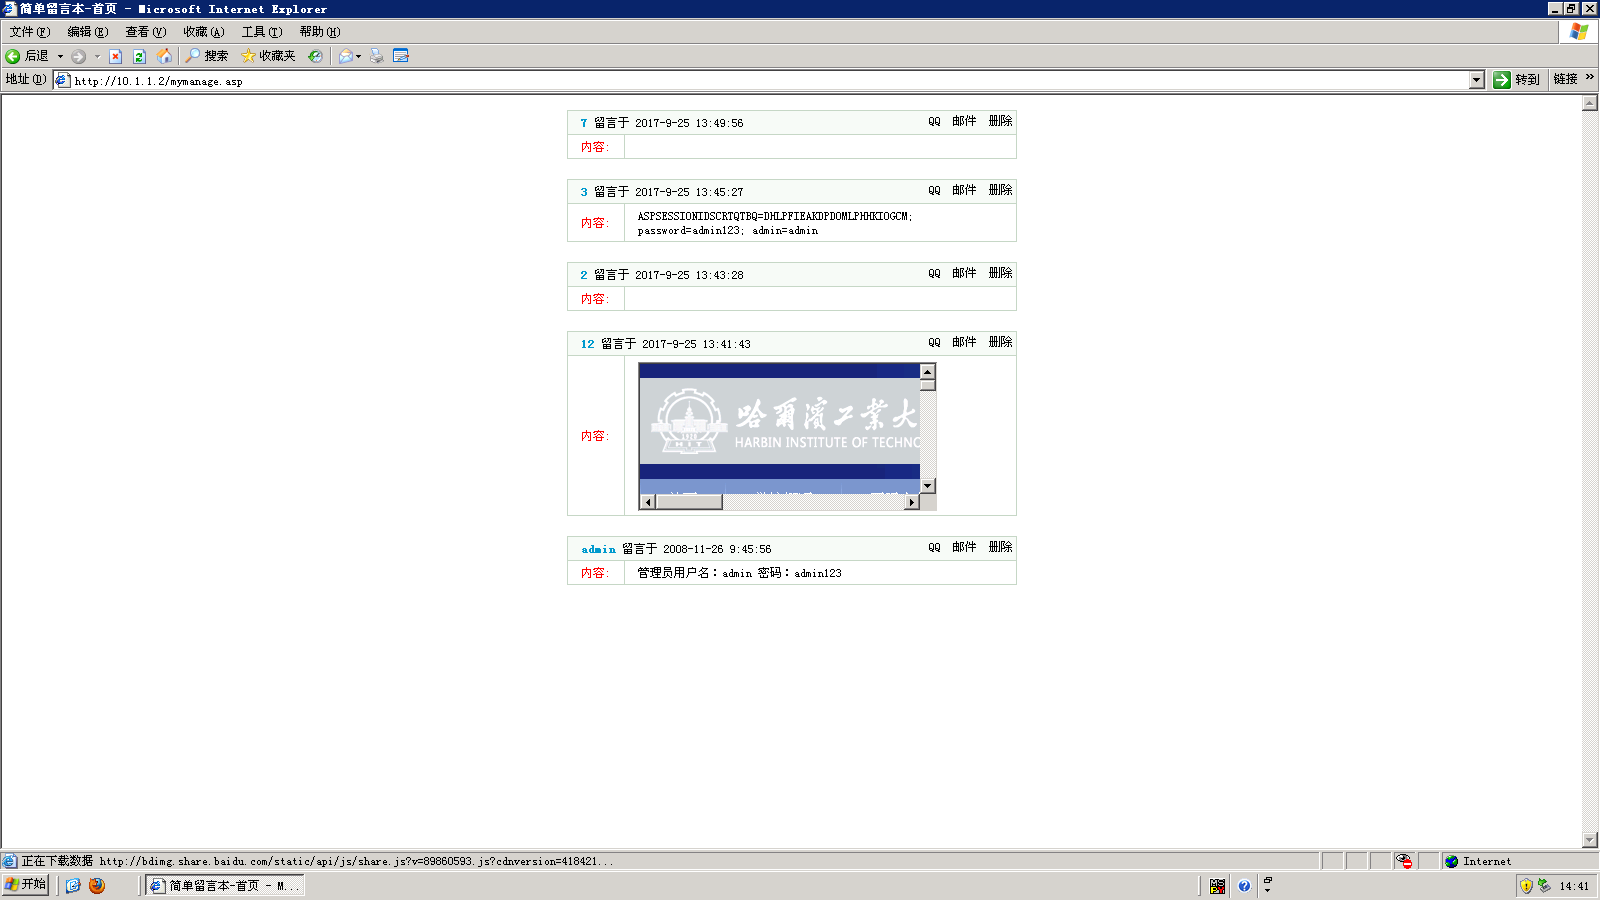 简单留言本-首页 - Microsoft Internet Explorer
文件(F) 编辑(E) 查看(V) 收藏(A) 工具(T) 帮助(H)
后退 搜索 收藏夹
地址(D) http://10.1.1.2/mymanage.asp 转到 链接 »
7 留言于 2017-9-25 13:49:56 QQ 邮件 删除
内容:
3 留言于 2017-9-25 13:45:27 QQ 邮件 删除
内容:
ASPSESSIONIDSCRTQTBQ=DHLPFIEAKDPDOMLPHHKIOGCM;
password=admin123; admin=admin
2 留言于 2017-9-25 13:43:28 QQ 邮件 删除
内容:
12 留言于 2017-9-25 13:41:43 QQ 邮件 删除
内容:
哈爾濱工業大
HARBIN INSTITUTE OF TECHNO
admin 留言于 2008-11-26 9:45:56 QQ 邮件 删除
内容: 管理员用户名：admin 密码：admin123
正在下载数据 http://bdimg.share.baidu.com/static/api/js/share.js?v=89860593.js?cdnversion=418421... Internet
开始 简单留言本-首页 - M... 14:41